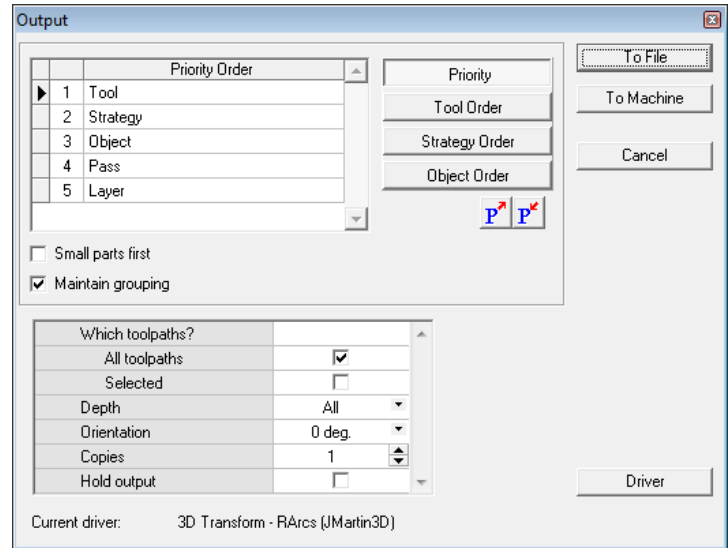 Output
Priority Order
1 Tool
2 Strategy
3 Object
4 Pass
5 Layer
Priority
Tool Order
Strategy Order
Object Order
P P
To File
To Machine
Cancel
Small parts first
Maintain grouping
Which toolpaths?
All toolpaths
Selected
Depth All
Orientation 0 deg.
Copies 1
Hold output
Driver
Current driver: 3D Transform - RArcs (JMartin3D)